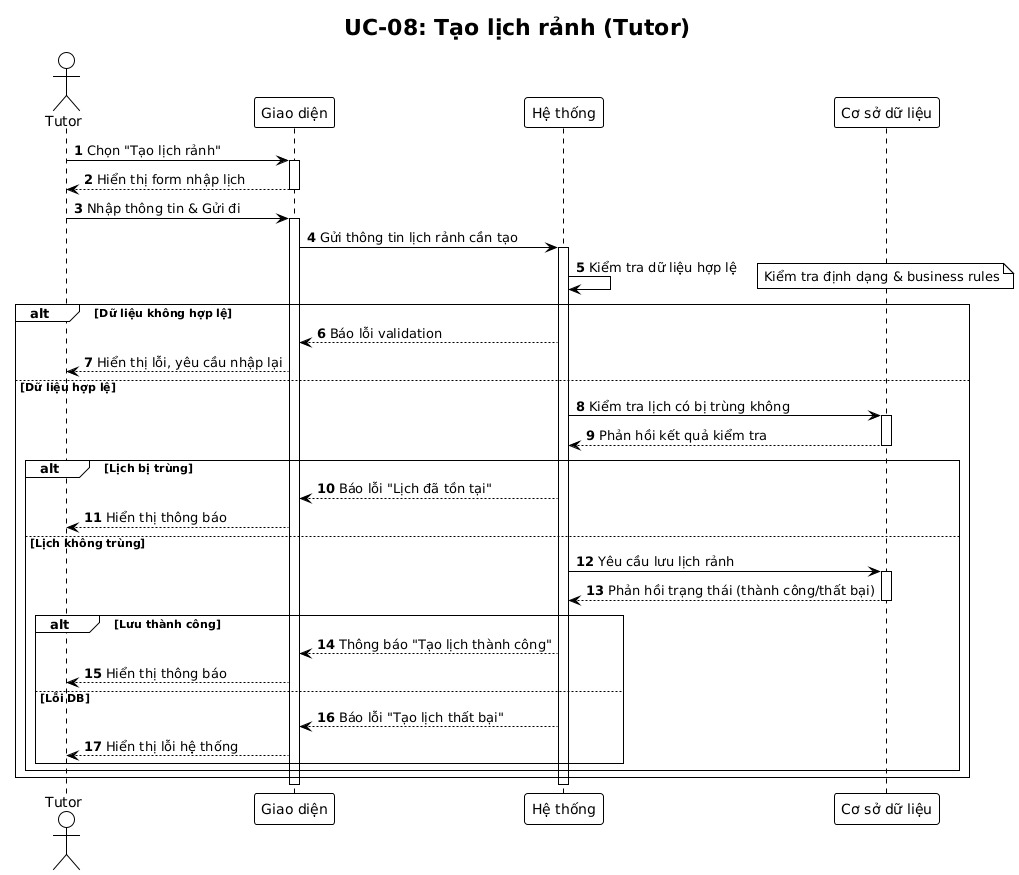 UC-08: Tạo lịch rảnh (Tutor)
Tutor
Giao diện
Hệ thống
Cơ sở dữ liệu
1 Chọn "Tạo lịch rảnh"
2 Hiển thị form nhập lịch
3 Nhập thông tin & Gửi đi
4 Gửi thông tin lịch rảnh cần tạo
5 Kiểm tra dữ liệu hợp lệ
Kiểm tra định dạng & business rules
alt [Dữ liệu không hợp lệ]
6 Báo lỗi validation
7 Hiển thị lỗi, yêu cầu nhập lại
[Dữ liệu hợp lệ]
8 Kiểm tra lịch có bị trùng không
9 Phản hồi kết quả kiểm tra
alt [Lịch bị trùng]
10 Báo lỗi "Lịch đã tồn tại"
11 Hiển thị thông báo
[Lịch không trùng]
12 Yêu cầu lưu lịch rảnh
13 Phản hồi trạng thái (thành công/thất bại)
alt [Lưu thành công]
14 Thông báo "Tạo lịch thành công"
15 Hiển thị thông báo
[Lỗi DB]
16 Báo lỗi "Tạo lịch thất bại"
17 Hiển thị lỗi hệ thống
Tutor
Giao diện
Hệ thống
Cơ sở dữ liệu